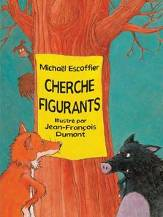 Michaël Escoffier
CHERCHE
FIGURANTS
illustré par
Jean-François
Dumont